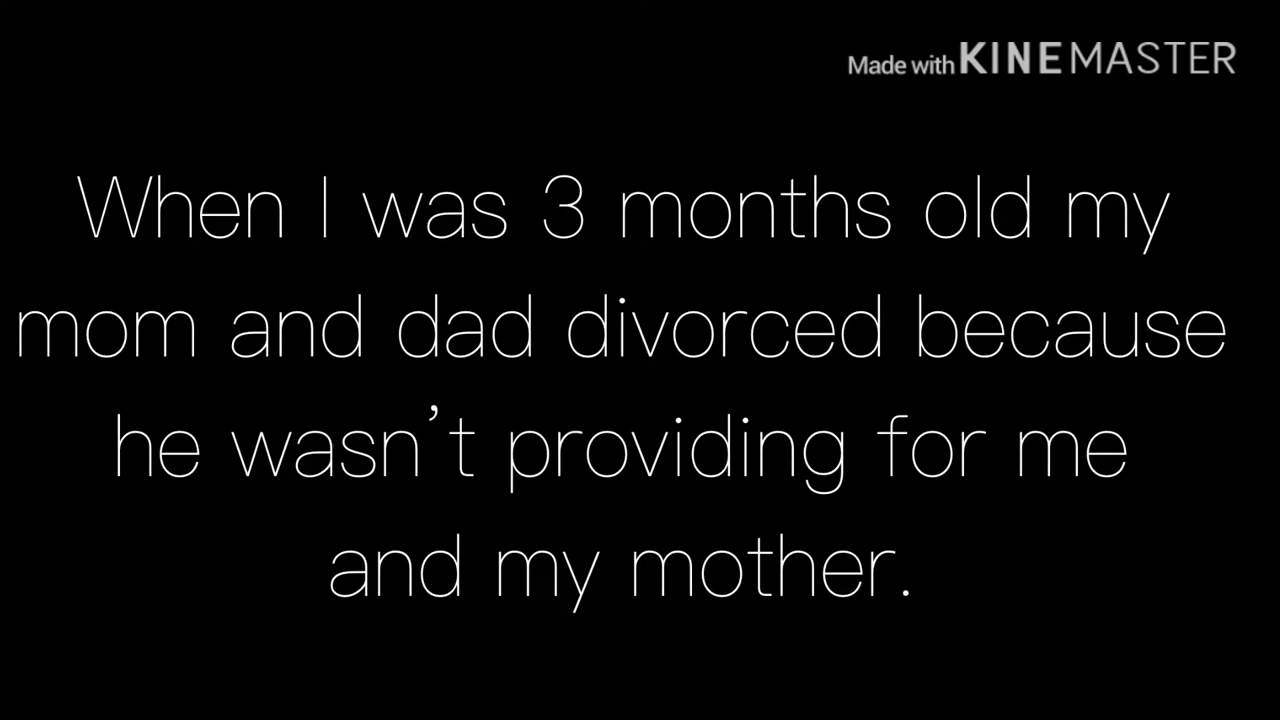 Made with KINEMASTER
When I was 3 months old my
mom and dad divorced because
he wasn't providing for me
and my mother.